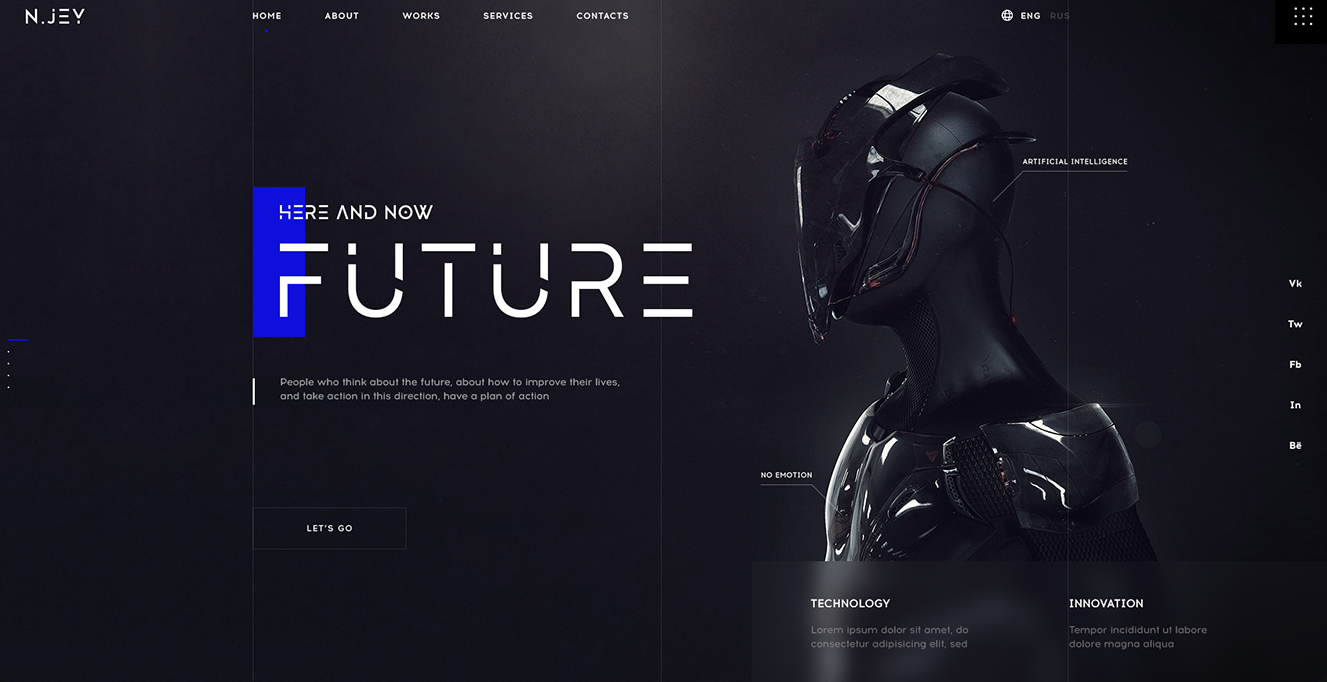 N.JEY
HOME
ABOUT
WORKS
SERVICES
CONTACTS
ENG
RUS
HERE AND NOW
FUTURE
People who think about the future, about how to improve their lives,
and take action in this direction, have a plan of action
LET'S GO
ARTIFICIAL INTELLIGENCE
NO EMOTION
Vk
Tw
Fb
In
Bē
TECHNOLOGY
Lorem ipsum dolor sit amet, do
consectetur adipisicing elit, sed
INNOVATION
Tempor incididunt ut labore
dolore magna aliqua